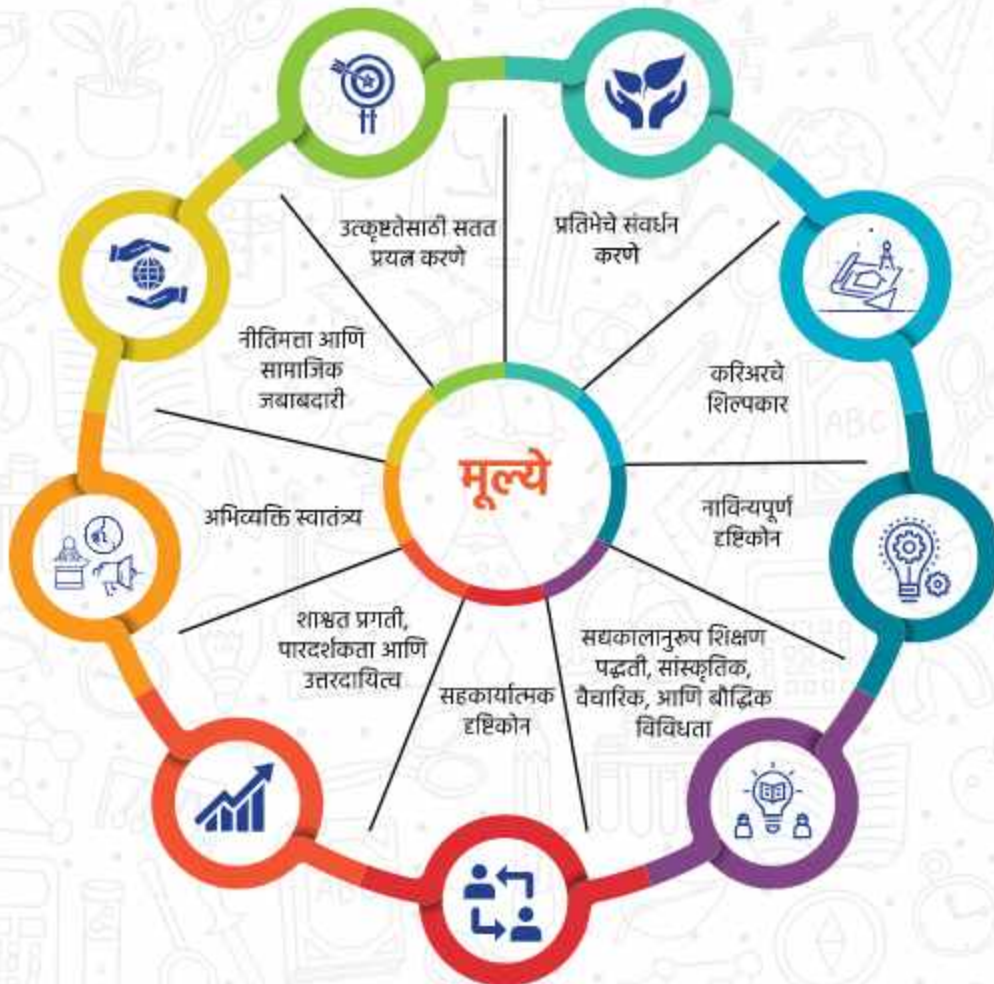 उत्कृष्टतेसाठी सतत
प्रयत्न करणे
प्रतिभेचे संवर्धन
करणे
नीतिमत्ता आणि
सामाजिक
जबाबदारी
करिअरचे
शिल्पकार
मूल्ये
अभिव्यक्ति स्वातंत्र्य
नाविन्यपूर्ण
दृष्टिकोन
शाश्वत प्रगती,
पारदर्शकता आणि
उत्तरदायित्व
सहकार्यात्मक
दृष्टिकोन
सद्यकालानुरूप शिक्षण
पद्धती, सांस्कृतिक,
वैचारिक, आणि बौद्धिक
विविधता
ABC